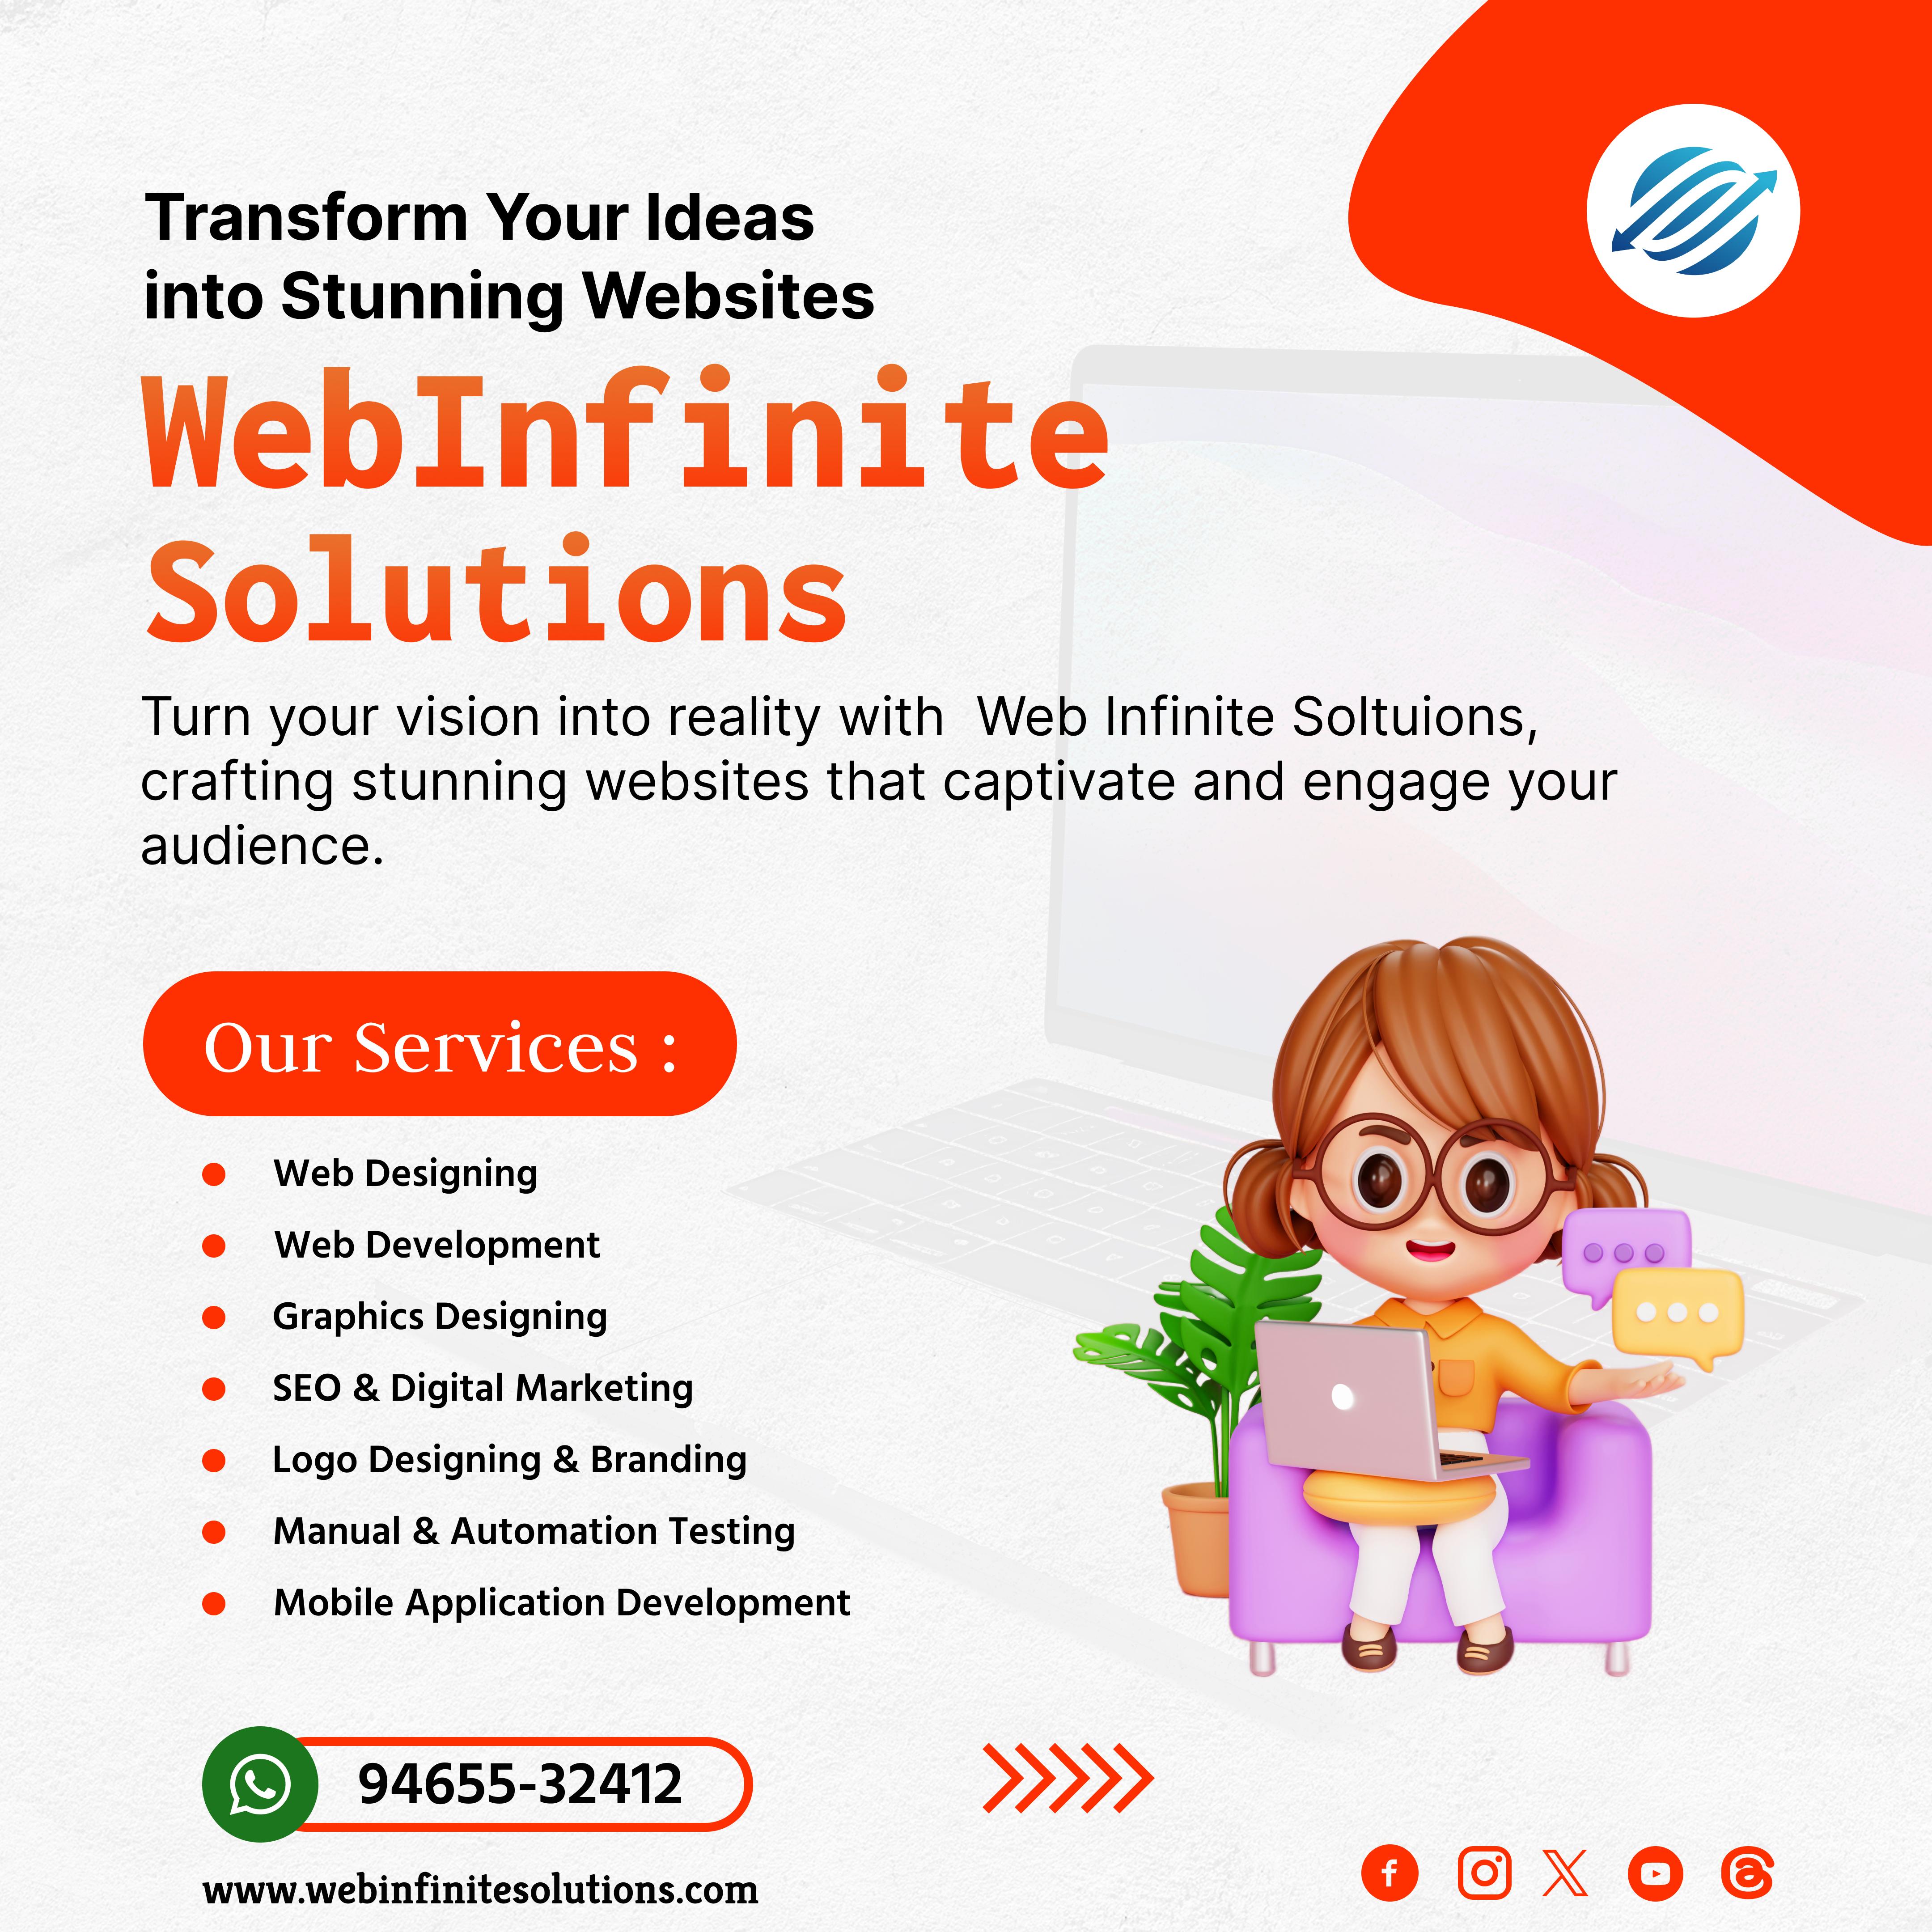 Transform Your Ideas
into Stunning Websites
WebInfinite
Solutions
Turn your vision into reality with  Web Infinite Soltuions,
crafting stunning websites that captivate and engage your
audience.
Our Services :
Web Designing
Web Development
Graphics Designing
SEO & Digital Marketing
Logo Designing & Branding
Manual & Automation Testing
Mobile Application Development
94655-32412
www.webinfinitesolutions.com